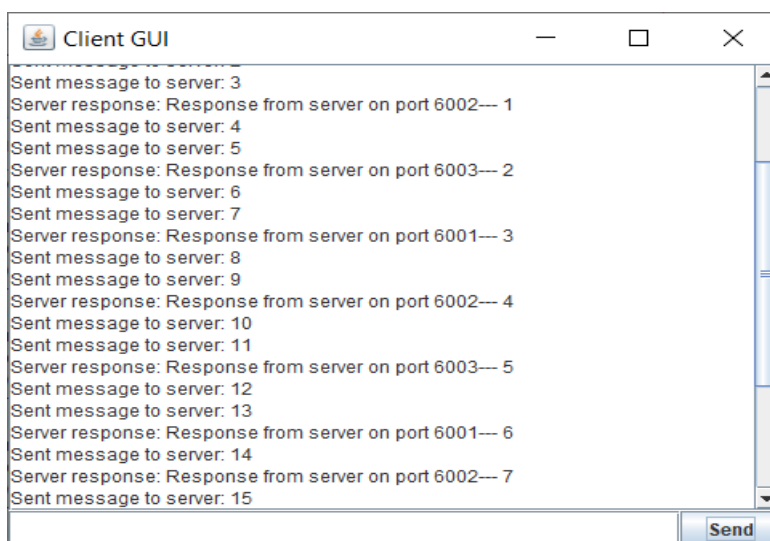 Client GUI
Sent message to server: 3
Server response: Response from server on port 6002--- 1
Sent message to server: 4
Sent message to server: 5
Server response: Response from server on port 6003--- 2
Sent message to server: 6
Sent message to server: 7
Server response: Response from server on port 6001--- 3
Sent message to server: 8
Sent message to server: 9
Server response: Response from server on port 6002--- 4
Sent message to server: 10
Sent message to server: 11
Server response: Response from server on port 6003--- 5
Sent message to server: 12
Sent message to server: 13
Server response: Response from server on port 6001--- 6
Sent message to server: 14
Server response: Response from server on port 6002--- 7
Sent message to server: 15
Send